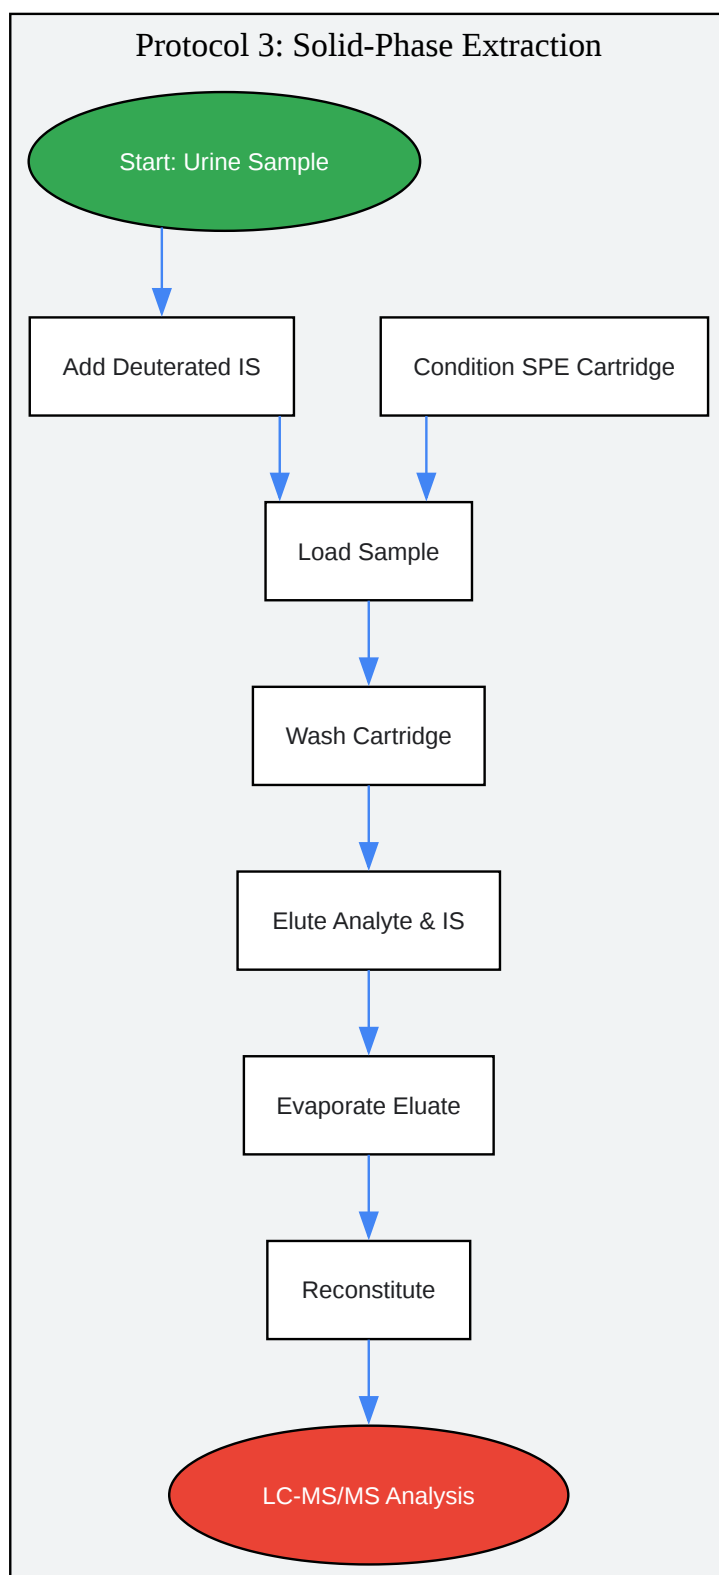 Protocol 3: Solid-Phase Extraction
Start: Urine Sample
Add Deuterated IS
Condition SPE Cartridge
Load Sample
Wash Cartridge
Elute Analyte & IS
Evaporate Eluate
Reconstitute
LC-MS/MS Analysis